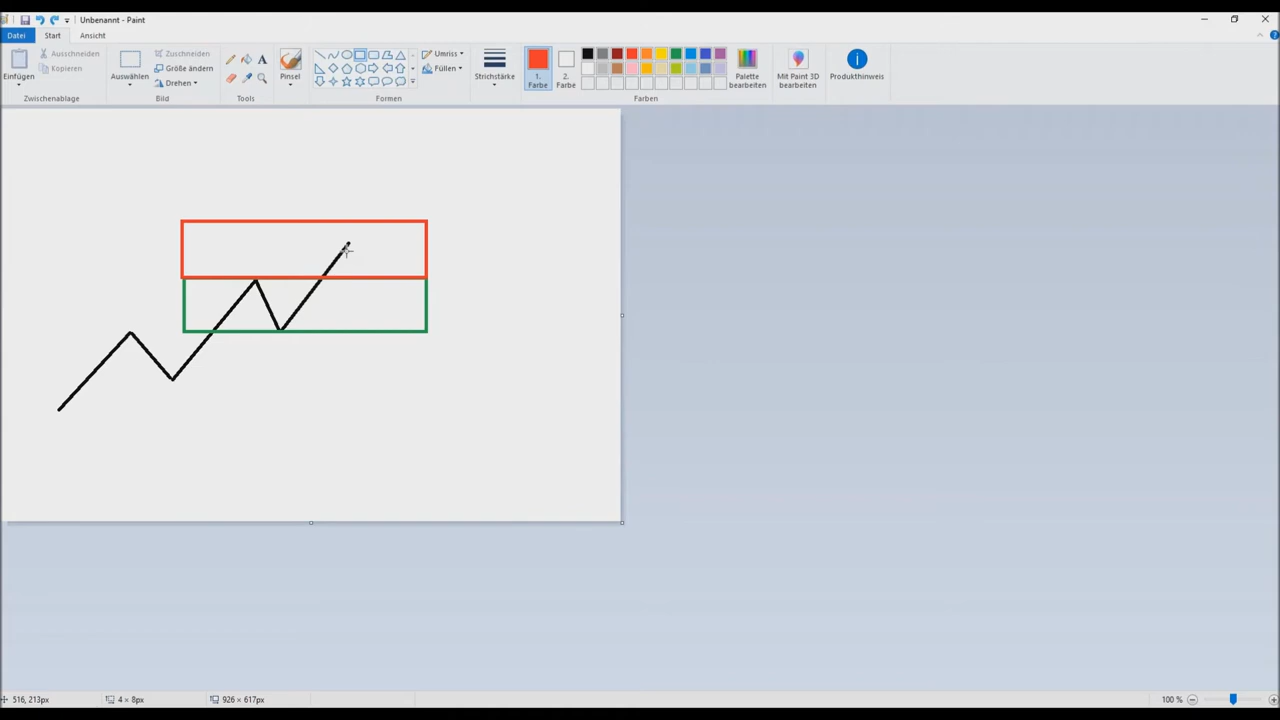 Unbenannt - Paint
Datei Start Ansicht
Einfügen
Ausschneiden
Kopieren
Zwischenablage
Auswählen
Zuschneiden
Größe ändern
Drehen
Bild
A
Tools
Pinsel
Formen
Umriss
Füllen
Strichstärke
1.
Farbe
2.
Farbe
Palette
bearbeiten
Farben
Mit Paint 3D
bearbeiten
Produkthinweis
516, 213px 4 × 8px 926 × 617px 100 %